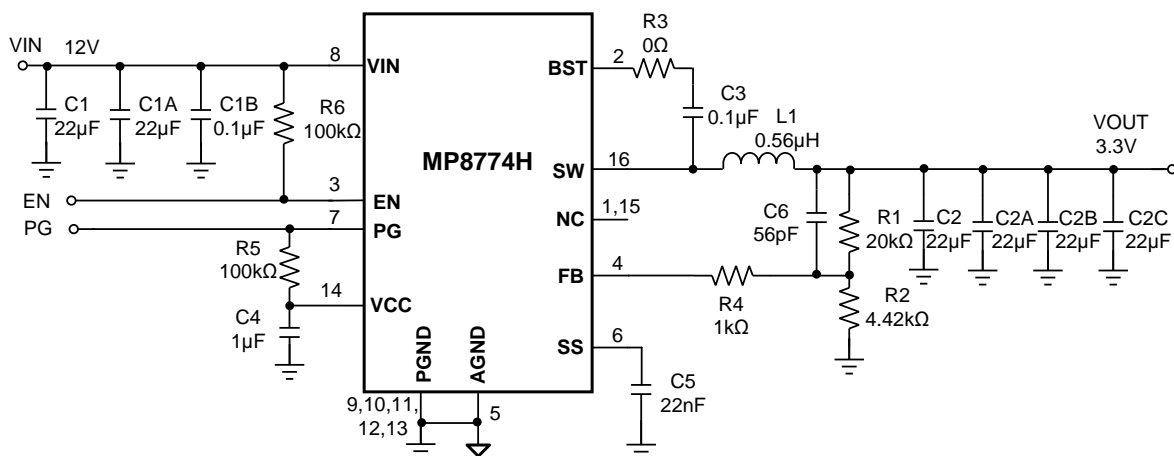 VIN
12V
8
VIN
C1
22µF
C1A
22µF
C1B
0.1µF
R6
100kΩ
EN
3
EN
PG
7
PG
R5
100kΩ
14
VCC
C4
1µF
MP8774H
PGND
AGND
9,10,11,
12,13
5
BST
2
R3
0Ω
C3
0.1µF
L1
0.56µH
SW
16
NC
1,15
FB
4
R4
1kΩ
SS
6
C5
22nF
C6
56pF
R1
20kΩ
R2
4.42kΩ
C2
22µF
C2A
22µF
C2B
22µF
C2C
22µF
VOUT
3.3V